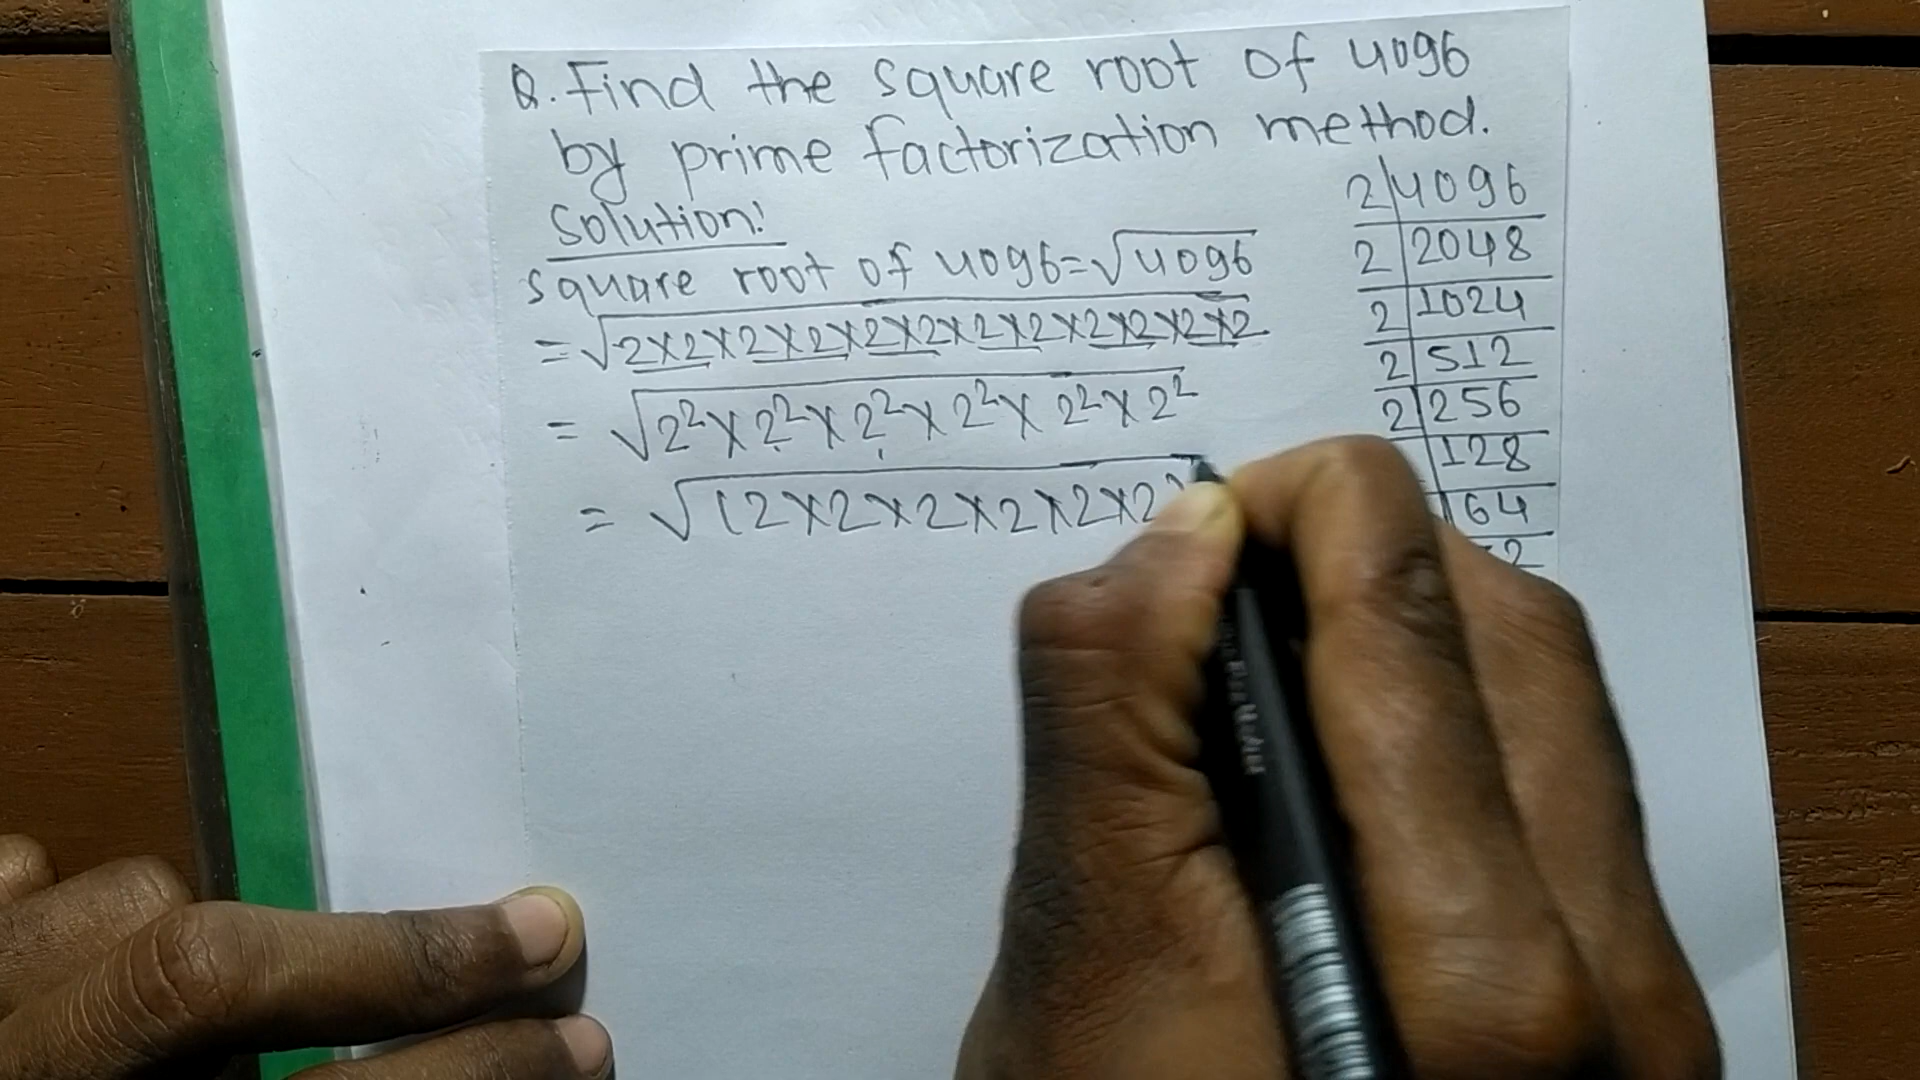 Q. Find the square root of 4096
by prime factorization method.
solution:
square root of 4096=√4096
=√2×2×2×2×2×2×2×2×2×2×2×2
= √2²×2²×2²×2²×2²×2²
= √(2×2×2×2×2×2)
2|4096
2|2048
2|1024
2|512
2|256
128
64
2